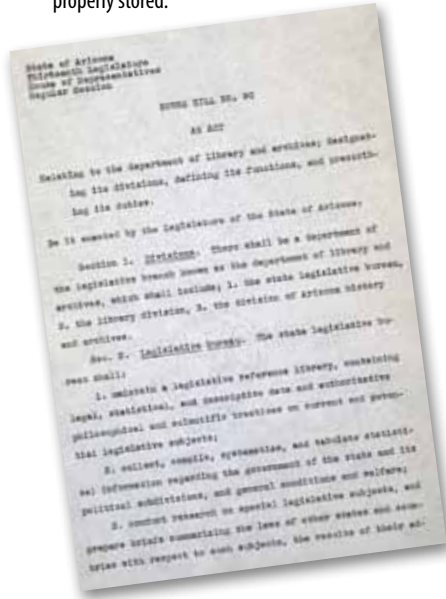 properly stored.
State of Arizona
Thirteenth Legislature
House of Representatives
Regular Session
HOUSE BILL NO.
AN ACT
Relating to the department of library and archives; designat-
ing its divisions, defining its functions, and prescrib-
ing its duties.
Be it enacted by the Legislature of the State of Arizona:
Section 1. Divisions. There shall be a department of
the legislative branch known as the department of library and
archives, which shall include; 1. the state legislative bureau,
2. the library division, 3. the division of Arizona history
and archives.
Sec. 2. Legislative bureau. The state legislative bu-
reau shall:
1. maintain a legislative reference library, containing
legal, statistical, and descriptive data and authoritative
philosophical and scientific treatises on current and poten-
tial legislative subjects;
2. collect, compile, systematize, and tabulate statisti-
cal information regarding the government of the state and its
political subdivisions, and general conditions and welfare;
3. conduct research on special legislative subjects, and
prepare briefs summarizing the laws of other states and coun-
tries with respect to such subjects, the results of their ad-